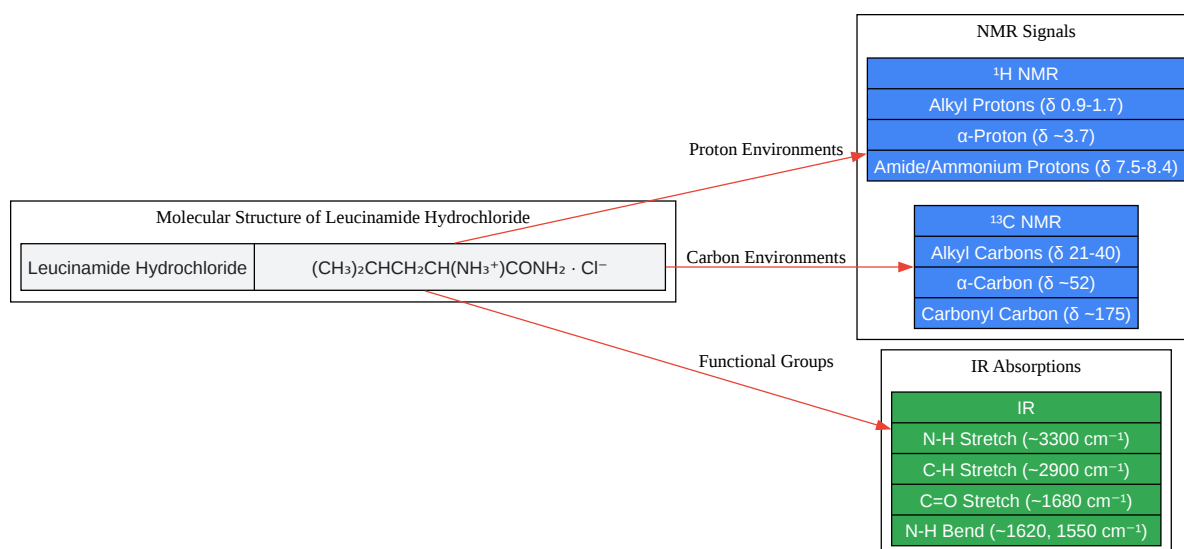 NMR Signals
¹H NMR
Alkyl Protons (δ 0.9-1.7)
α-Proton (δ ~3.7)
Amide/Ammonium Protons (δ 7.5-8.4)
Proton Environments
Molecular Structure of Leucinamide Hydrochloride
Leucinamide Hydrochloride
(CH₃)₂CHCH₂CH(NH₃⁺)CONH₂ · Cl⁻
Carbon Environments
¹³C NMR
Alkyl Carbons (δ 21-40)
α-Carbon (δ ~52)
Carbonyl Carbon (δ ~175)
Functional Groups
IR Absorptions
IR
N-H Stretch (~3300 cm⁻¹)
C-H Stretch (~2900 cm⁻¹)
C=O Stretch (~1680 cm⁻¹)
N-H Bend (~1620, 1550 cm⁻¹)